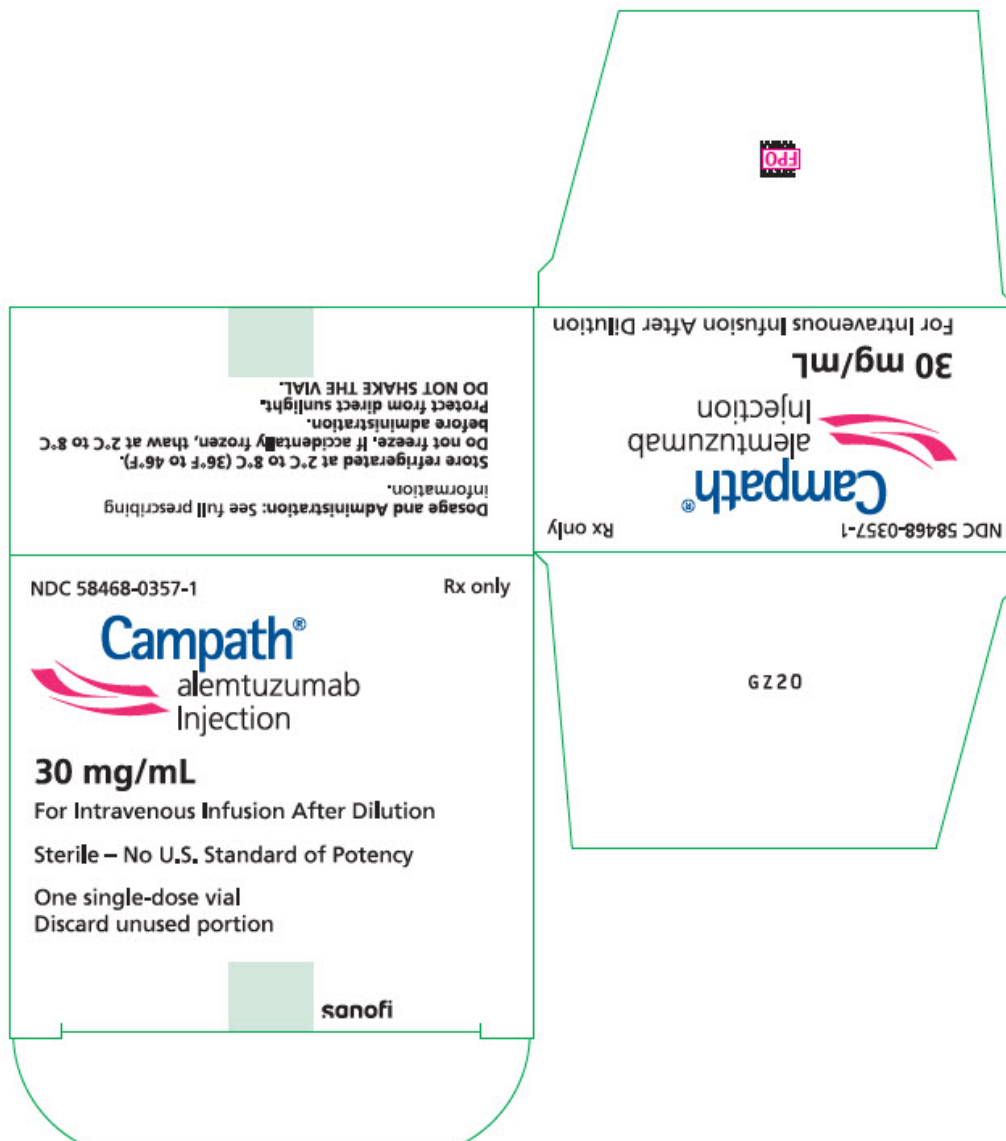 FPO
For Intravenous Infusion After Dilution
30 mg/mL
Injection
alemtuzumab
Campath®
NDC 58468-0357-1 Rx only
Dosage and Administration: See full prescribing
information.
Store refrigerated at 2°C to 8°C (36°F to 46°F).
Do not freeze. If accidentally frozen, thaw at 2°C to 8°C
before administration.
Protect from direct sunlight.
DO NOT SHAKE THE VIAL.
NDC 58468-0357-1 Rx only
Campath®
alemtuzumab
Injection
30 mg/mL
For Intravenous Infusion After Dilution
Sterile – No U.S. Standard of Potency
One single-dose vial
Discard unused portion
sanofi
GZ20